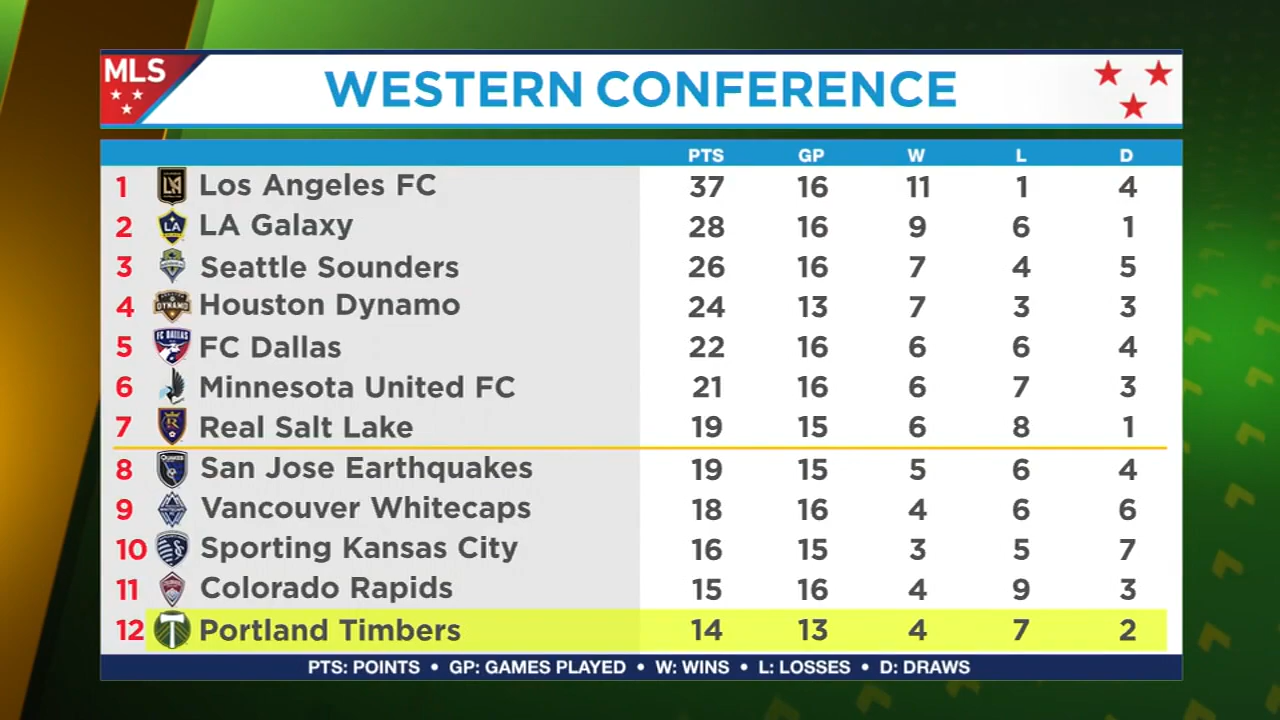 MLS WESTERN CONFERENCE
PTS GP W L D
1 Los Angeles FC 37 16 11 1 4
2 LA Galaxy 28 16 9 6 1
3 Seattle Sounders 26 16 7 4 5
4 Houston Dynamo 24 13 7 3 3
5 FC Dallas 22 16 6 6 4
6 Minnesota United FC 21 16 6 7 3
7 Real Salt Lake 19 15 6 8 1
8 San Jose Earthquakes 19 15 5 6 4
9 Vancouver Whitecaps 18 16 4 6 6
10 Sporting Kansas City 16 15 3 5 7
11 Colorado Rapids 15 16 4 9 3
12 Portland Timbers 14 13 4 7 2
PTS: POINTS • GP: GAMES PLAYED • W: WINS • L: LOSSES • D: DRAWS